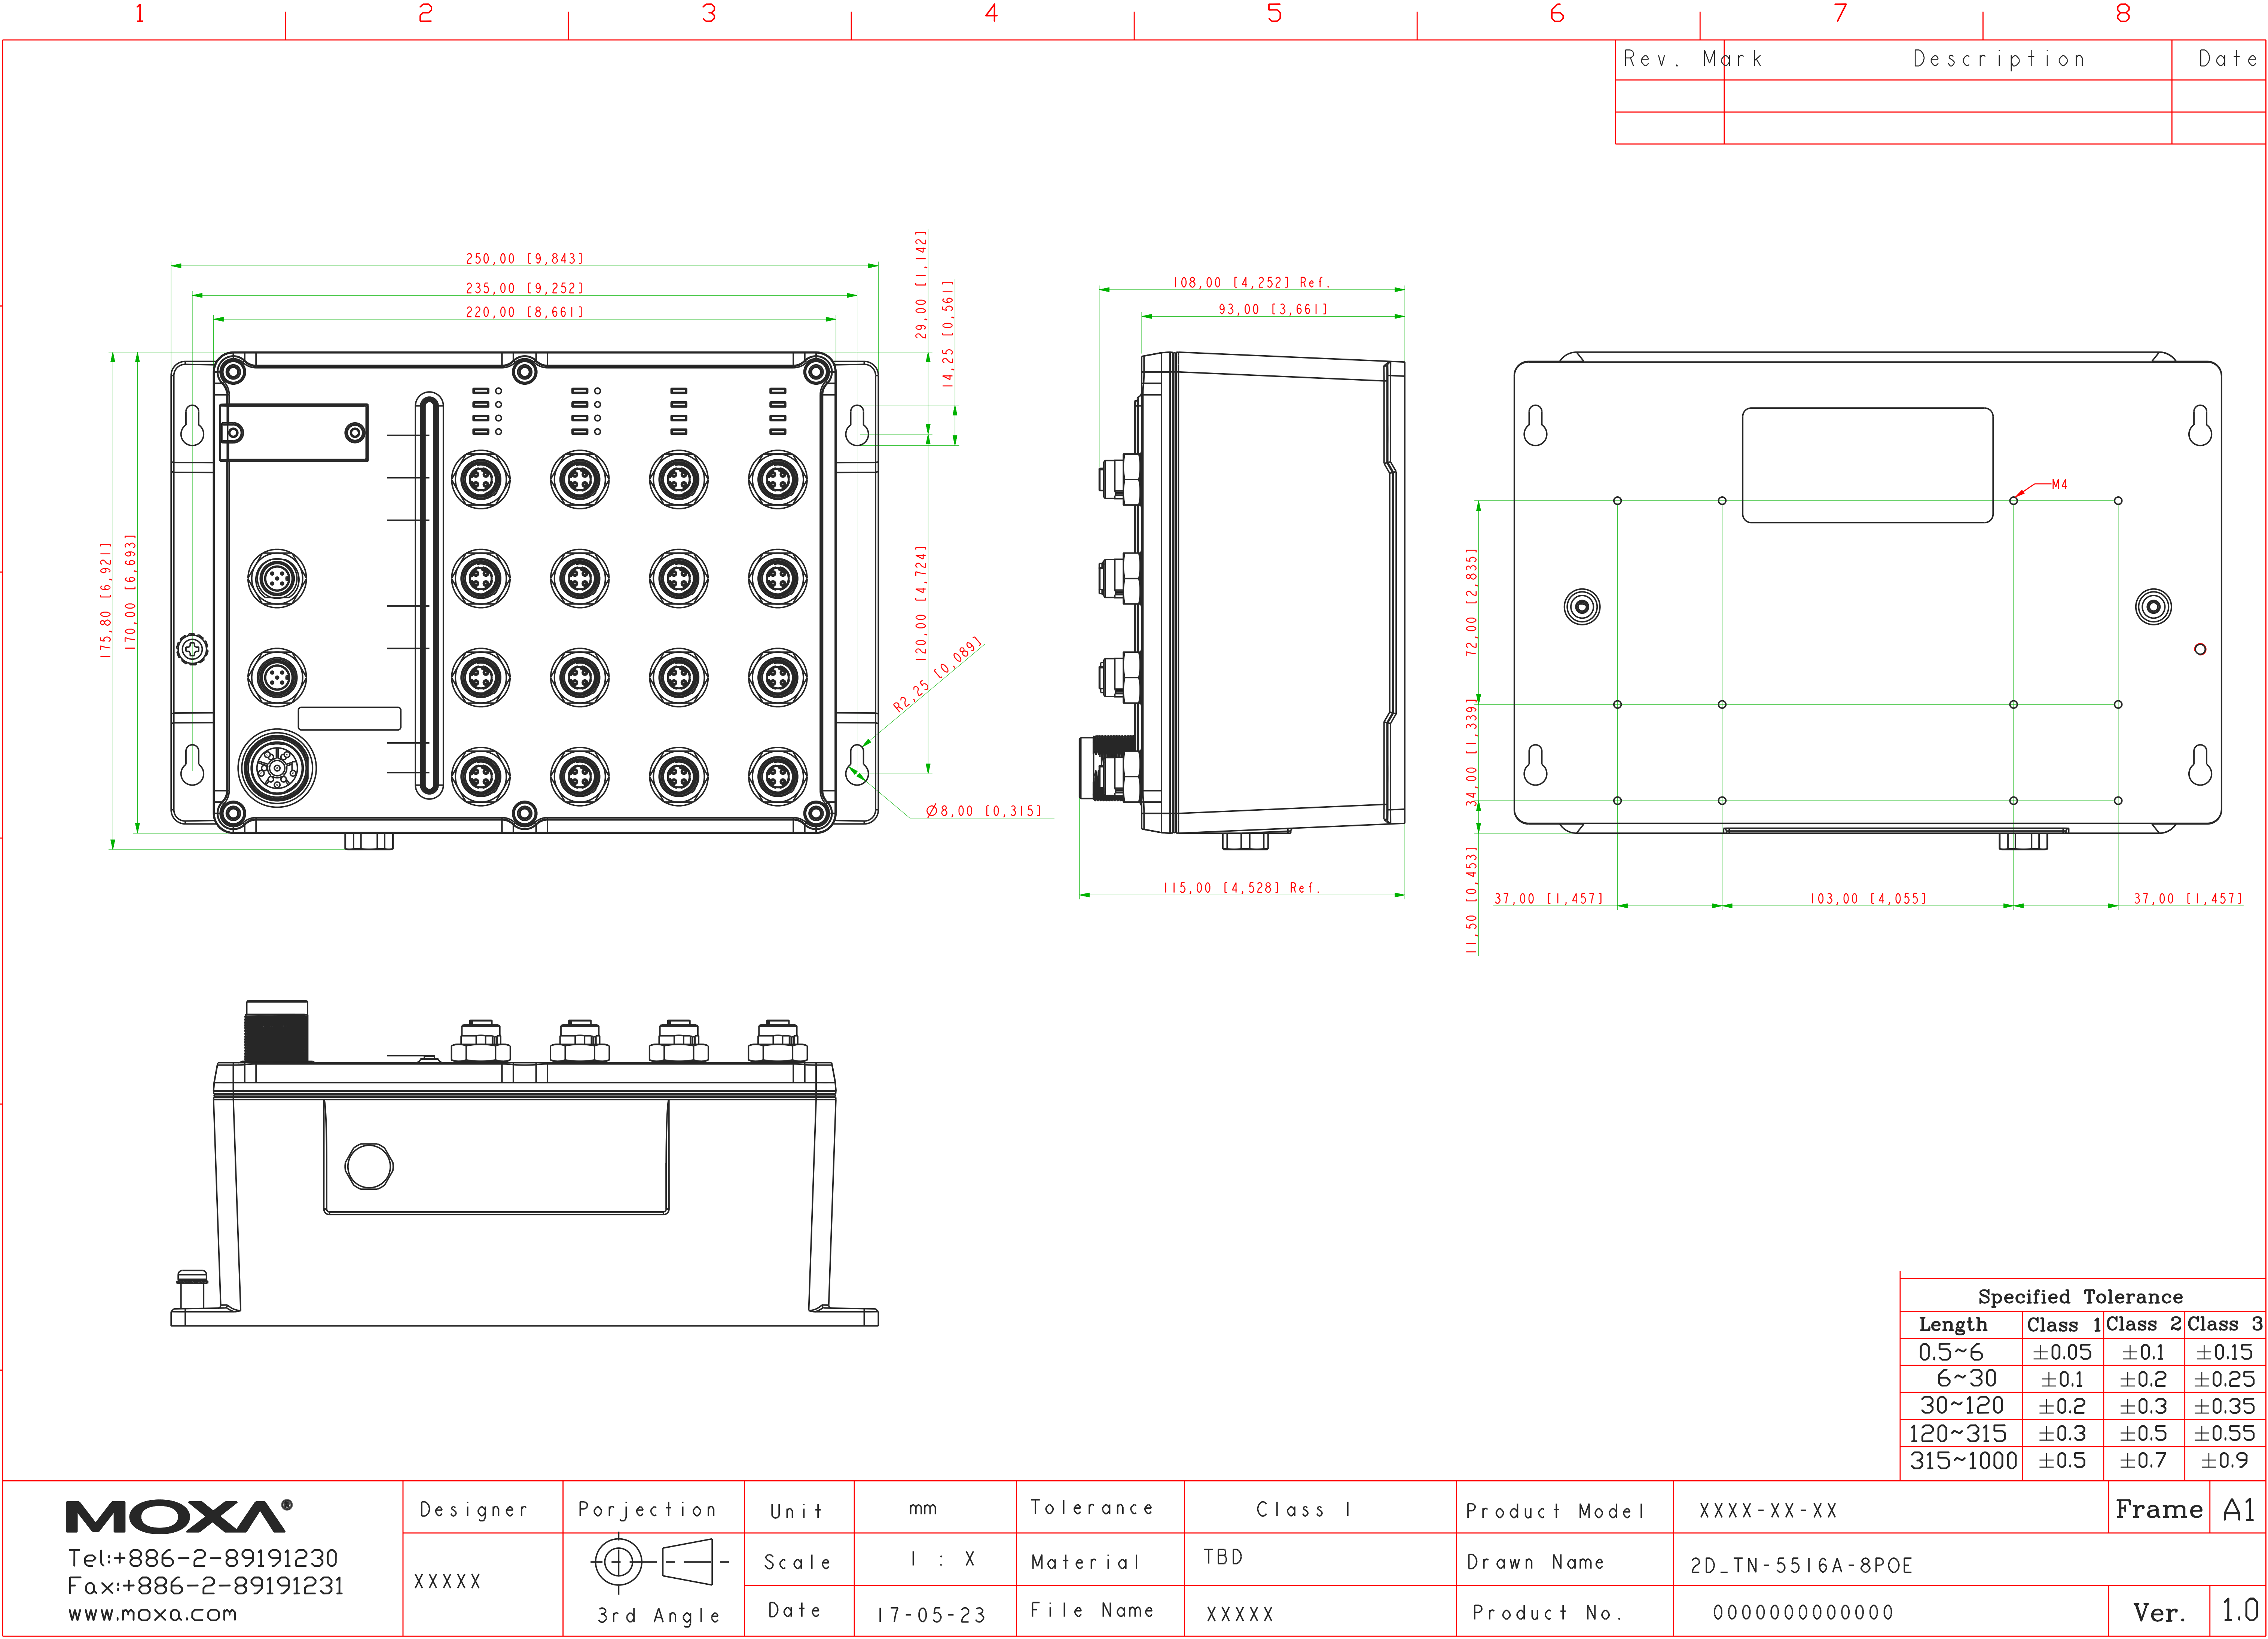 1 2 3 4 5 6 7 8
Rev. Mark Description Date
250,00 [9,843]
235,00 [9,252]
220,00 [8,661]
29,00 [1,142]
14,25 [0,561]
175,80 [6,921]
170,00 [6,693]
120,00 [4,724]
R2,25 [0,089]
Ø8,00 [0,315]
108,00 [4,252] Ref.
93,00 [3,661]
115,00 [4,528] Ref.
M4
72,00 [2,835]
34,00 [1,339]
11,50 [0,453]
37,00 [1,457]
103,00 [4,055]
37,00 [1,457]
Specified Tolerance
Length Class 1 Class 2 Class 3
0.5~6 ±0.05 ±0.1 ±0.15
6~30 ±0.1 ±0.2 ±0.25
30~120 ±0.2 ±0.3 ±0.35
120~315 ±0.3 ±0.5 ±0.55
315~1000 ±0.5 ±0.7 ±0.9
MOXA®
Tel:+886-2-89191230
Fax:+886-2-89191231
www.moxa.com
Designer
XXXXX
Porjection
3rd Angle
Unit mm
Scale 1 : X
Date 17-05-23
Tolerance Class 1
Material TBD
File Name XXXXX
Product Model XXXX-XX-XX
Frame A1
Drawn Name 2D_TN-5516A-8POE
Product No. 0000000000000
Ver. 1.0